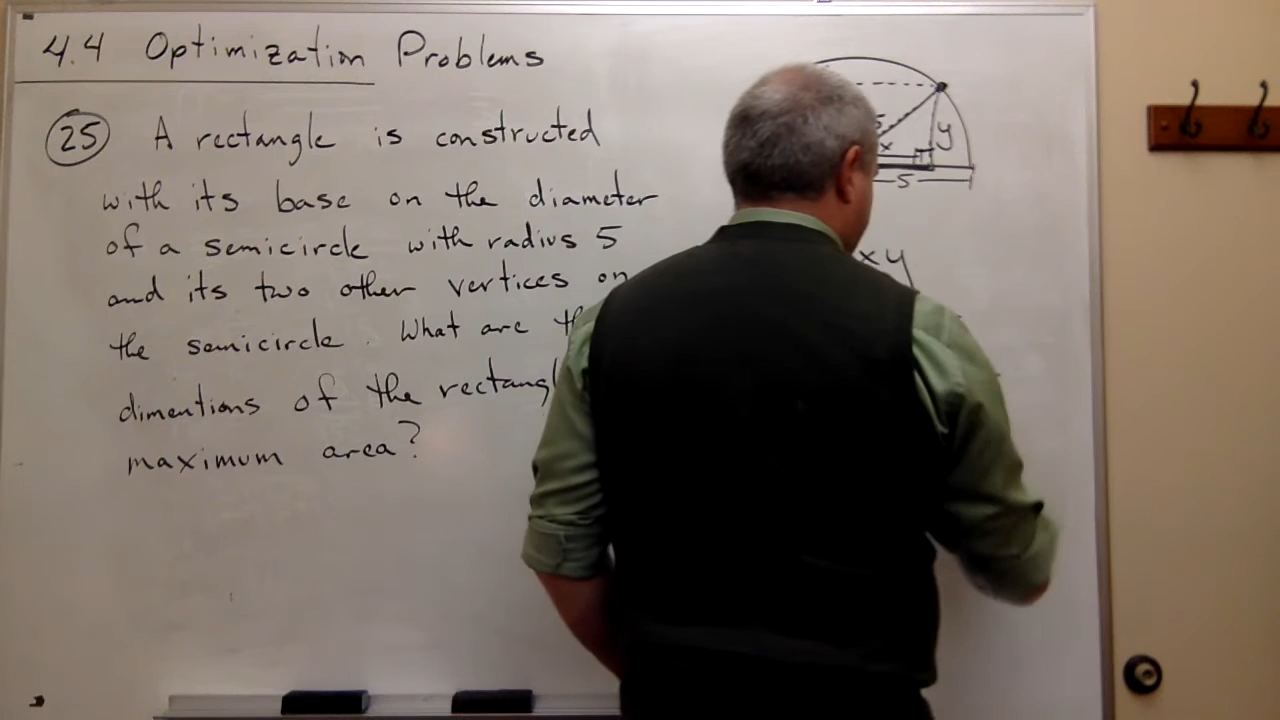 4.4 Optimization Problems
25 A rectangle is constructed
with its base on the diameter
of a semicircle with radius 5
and its two other vertices on
the semicircle. What are
dimentions of the
maximum area?
5
x
y
5
xy